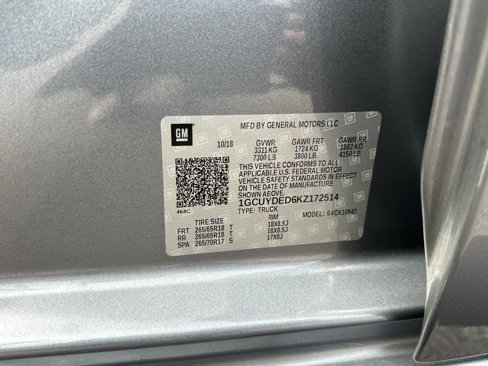 GM
MFD BY GENERAL MOTORS LLC
10/18 GVWR GAWR FRT GAWR RR
3311 KG 1724 KG 1882 KG
7300 LB 3800 LB 4150 LB
THIS VEHICLE CONFORMS TO ALL
APPLICABLE U.S. FEDERAL MOTOR
VEHICLE SAFETY STANDARDS IN EFFECT
ON THE DATE OF MANUFACTURE
SHOWN ABOVE.
1GCUYDED6KZ172514
TYPE: TRUCK MODEL:
TIRE SIZE RIM
FRT 265/65R18 T 18X8.5J
RR 265/65R18 T 18X8.5J
SPA 265/70R17 S 17X8J